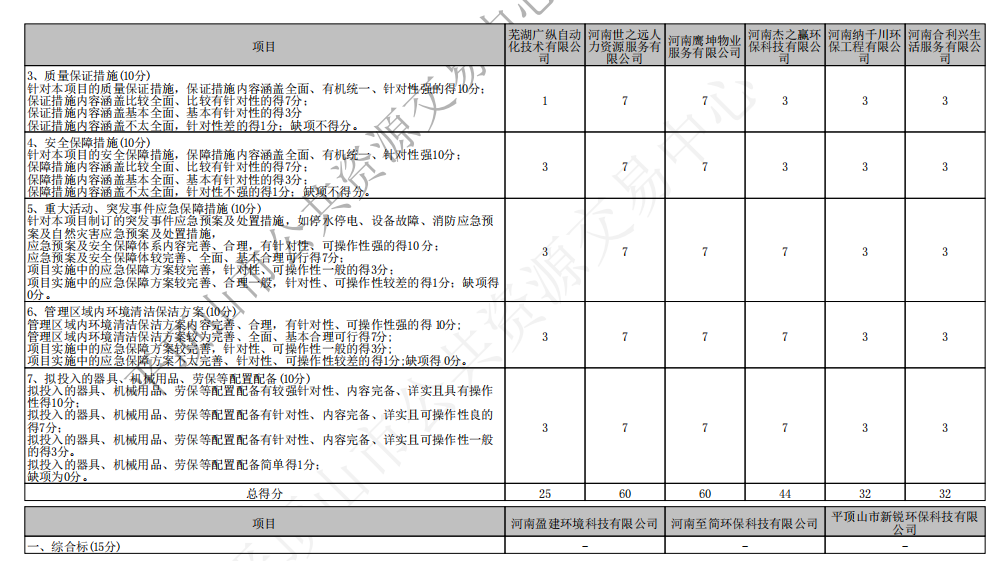 项目
芜湖广纵自动化技术有限公司
河南世之远人力资源服务有限公司
河南鹰坤物业服务有限公司
河南杰之赢环保科技有限公司
河南纳千川环保工程有限公司
河南合利兴生活服务有限公司
3、质量保证措施(10分)
针对本项目的质量保证措施，保证措施内容涵盖全面、有机统一、针对性强的得10分;
保证措施内容涵盖比较全面、比较有针对性的得7分;
保证措施内容涵盖基本全面、基本有针对性的得3分
保证措施内容涵盖不太全面，针对性差的得1分; 缺项不得分。
1 7 7 3 3 3
4、安全保障措施(10分)
针对本项目的安全保障措施，保障措施内容涵盖全面、有机统一、针对性强10分;
保障措施内容涵盖比较全面、比较有针对性的得7分;
保障措施内容涵盖基本全面、基本有针对性的得3分;
保障措施内容涵盖不太全面，针对性不强的得1分; 缺项不得分。
3 7 7 3 3 3
5、重大活动、突发事件应急保障措施(10分)
针对本项目制订的突发事件应急预案及处置措施，如停水停电、设备故障、消防应急预
案及自然灾害应急预案及处置措施，
应急预案及安全保障体系内容完善、合理，有针对性、可操作性强的得10分;
应急预案及安全保障体较完善、全面、基本合理可行得7分;
项目实施中的应急保障方案较完善，针对性、可操作性一般的得3分;
项目实施中的应急保障方案较完善、合理一般，针对性、可操作性较差的得1分; 缺项得
0分。
3 7 7 7 3 3
6、管理区域内环境清洁保洁方案(10分)
管理区域内环境清洁保洁方案内容完善、合理，有针对性、可操作性强的得 10分;
管理区域内环境清洁保洁方案较为完善、全面、基本合理可行得7分;
项目实施中的应急保障方案较完善，针对性、可操作性一般的得3分;
项目实施中的应急保障方案不太完善、针对性、可操作性较差的得1分;缺项得 0分。
3 7 7 7 3 3
7、拟投入的器具、机械用品、劳保等配置配备(10分)
拟投入的器具、机械用品、劳保等配置配备有较强针对性、内容完备、详实且具有操作
性得10分;
拟投入的器具、机械用品、劳保等配置配备有针对性、内容完备、详实且可操作性良的
得7分;
拟投入的器具、机械用品、劳保等配置配备有针对性、内容完备、详实且可操作性一般
的得3分。
拟投入的器具、机械用品、劳保等配置配备简单得1分;
缺项为0分。
3 7 7 7 3 3
总得分 25 60 60 44 32 32
项目
河南盈建环境科技有限公司
河南至简环保科技有限公司
平顶山市新锐环保科技有限公司
一、综合标(15分) - - -
平顶山市公共资源交易中心
平顶山市公共资源交易中心